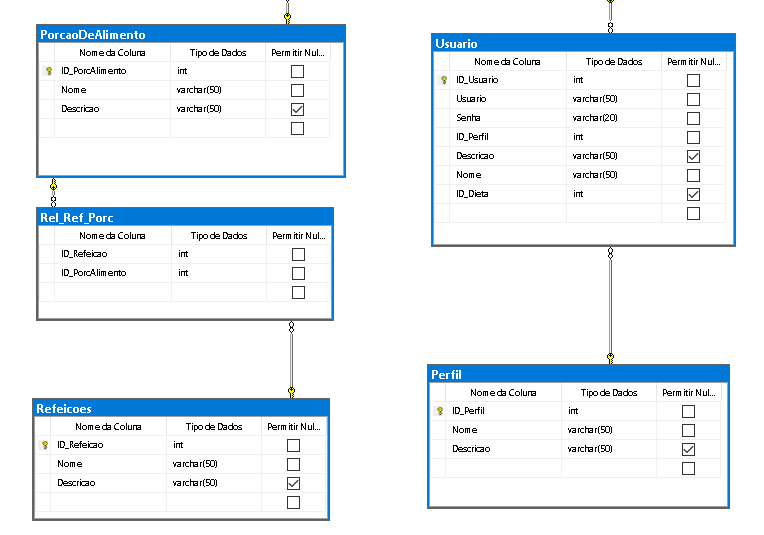 PorcaoDeAlimento
Nome da Coluna Tipo de Dados Permitir Nul...
ID_PorcAlimento int
Nome varchar(50)
Descricao varchar(50)
Rel_Ref_Porc
Nome da Coluna Tipo de Dados Permitir Nul...
ID_Refeicao int
ID_PorcAlimento int
Refeicoes
Nome da Coluna Tipo de Dados Permitir Nul...
ID_Refeicao int
Nome varchar(50)
Descricao varchar(50)
Usuario
Nome da Coluna Tipo de Dados Permitir Nul...
ID_Usuario int
Usuario varchar(50)
Senha varchar(20)
ID_Perfil int
Descricao varchar(50)
Nome varchar(50)
ID_Dieta int
Perfil
Nome da Coluna Tipo de Dados Permitir Nul...
ID_Perfil int
Nome varchar(50)
Descricao varchar(50)